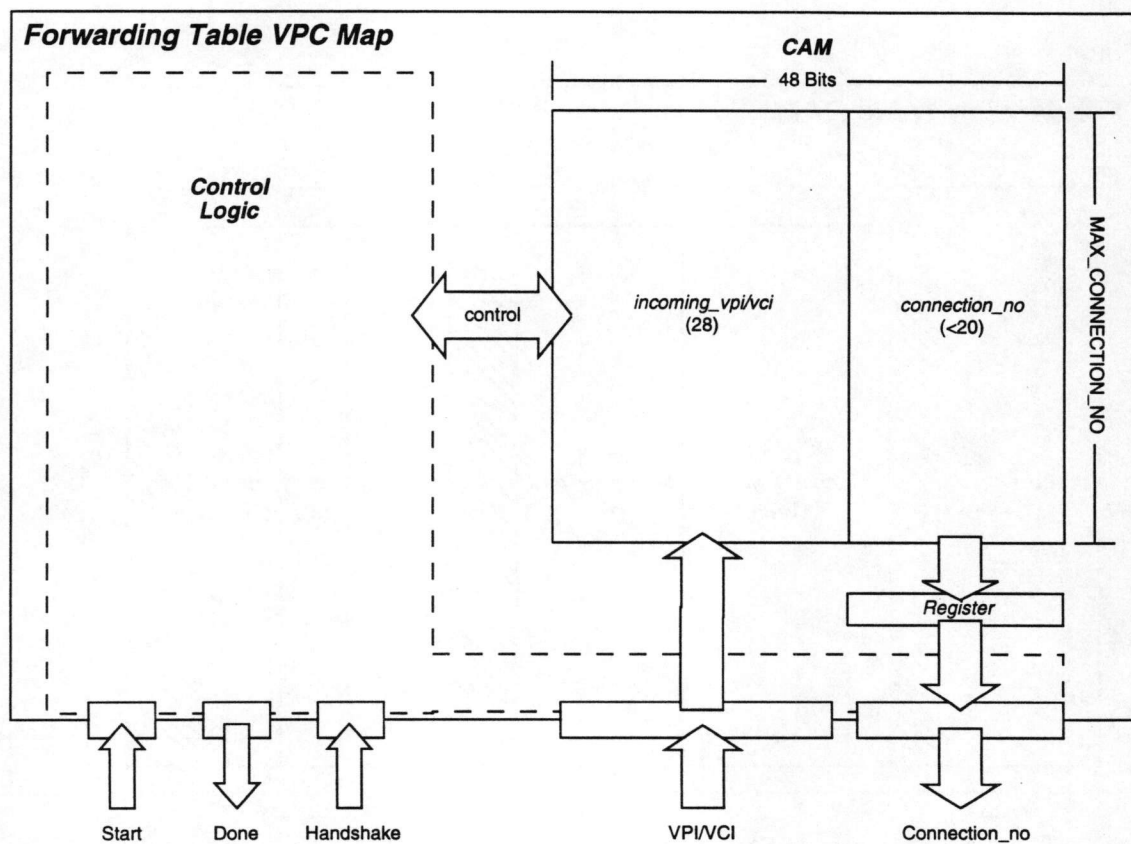 Forwarding Table VPC Map
CAM
48 Bits
Control
Logic
control
incoming_vpi/vci
(28)
connection_no
(<20)
MAX_CONNECTION_NO
Register
Start
Done
Handshake
VPI/VCI
Connection_no